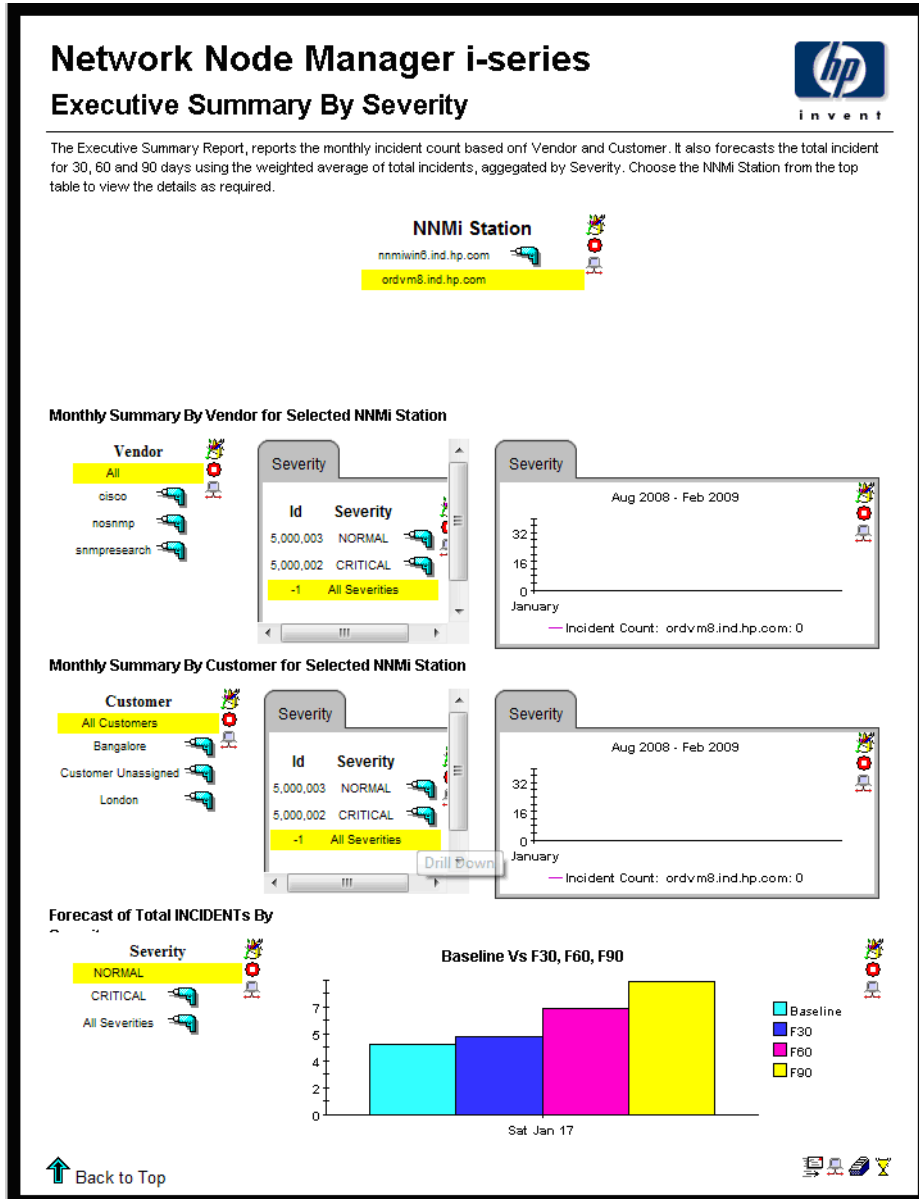 Network Node Manager i-series
Executive Summary By Severity
hp
invent
The Executive Summary Report, reports the monthly incident count based onf Vendor and Customer. It also forecasts the total incident
for 30, 60 and 90 days using the weighted average of total incidents, aggegated by Severity. Choose the NNMi Station from the top
table to view the details as required.
NNMi Station
nnmiwin6.ind.hp.com
ordvm8.ind.hp.com
Monthly Summary By Vendor for Selected NNMi Station
Vendor
All
cisco
nosnmp
snmpresearch
Severity
Id Severity
5,000,003 NORMAL
5,000,002 CRITICAL
-1 All Severities
Severity
Aug 2008 - Feb 2009
32
16
0
January
Incident Count: ordvm8.ind.hp.com: 0
Monthly Summary By Customer for Selected NNMi Station
Customer
All Customers
Bangalore
Customer Unassigned
London
Severity
Id Severity
5,000,003 NORMAL
5,000,002 CRITICAL
-1 All Severities
Drill Down
Severity
Aug 2008 - Feb 2009
32
16
0
January
Incident Count: ordvm8.ind.hp.com: 0
Forecast of Total INCIDENTs By
Severity
NORMAL
CRITICAL
All Severities
Baseline Vs F30, F60, F90
7
5
4
2
0
Sat Jan 17
Baseline
F30
F60
F90
Back to Top